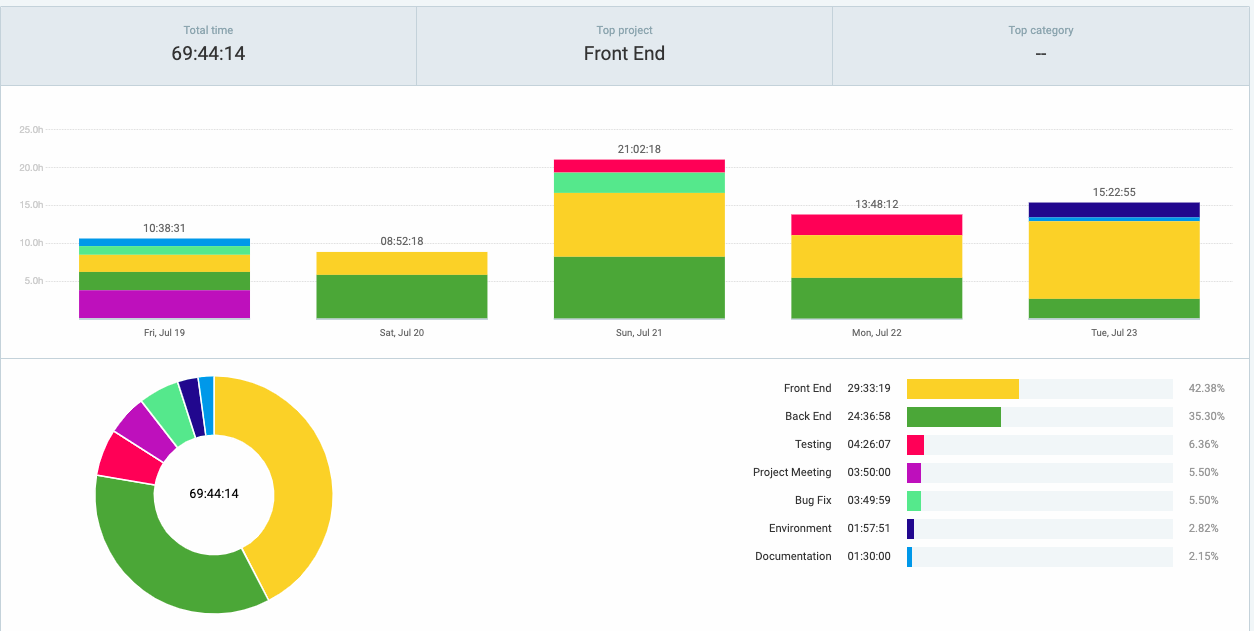 Total time
69:44:14
Top project
Front End
Top category
--
25.0h
20.0h
15.0h
10.0h
5.0h
10:38:31
08:52:18
21:02:18
13:48:12
15:22:55
Fri, Jul 19
Sat, Jul 20
Sun, Jul 21
Mon, Jul 22
Tue, Jul 23
69:44:14
Front End 29:33:19 42.38%
Back End 24:36:58 35.30%
Testing 04:26:07 6.36%
Project Meeting 03:50:00 5.50%
Bug Fix 03:49:59 5.50%
Environment 01:57:51 2.82%
Documentation 01:30:00 2.15%